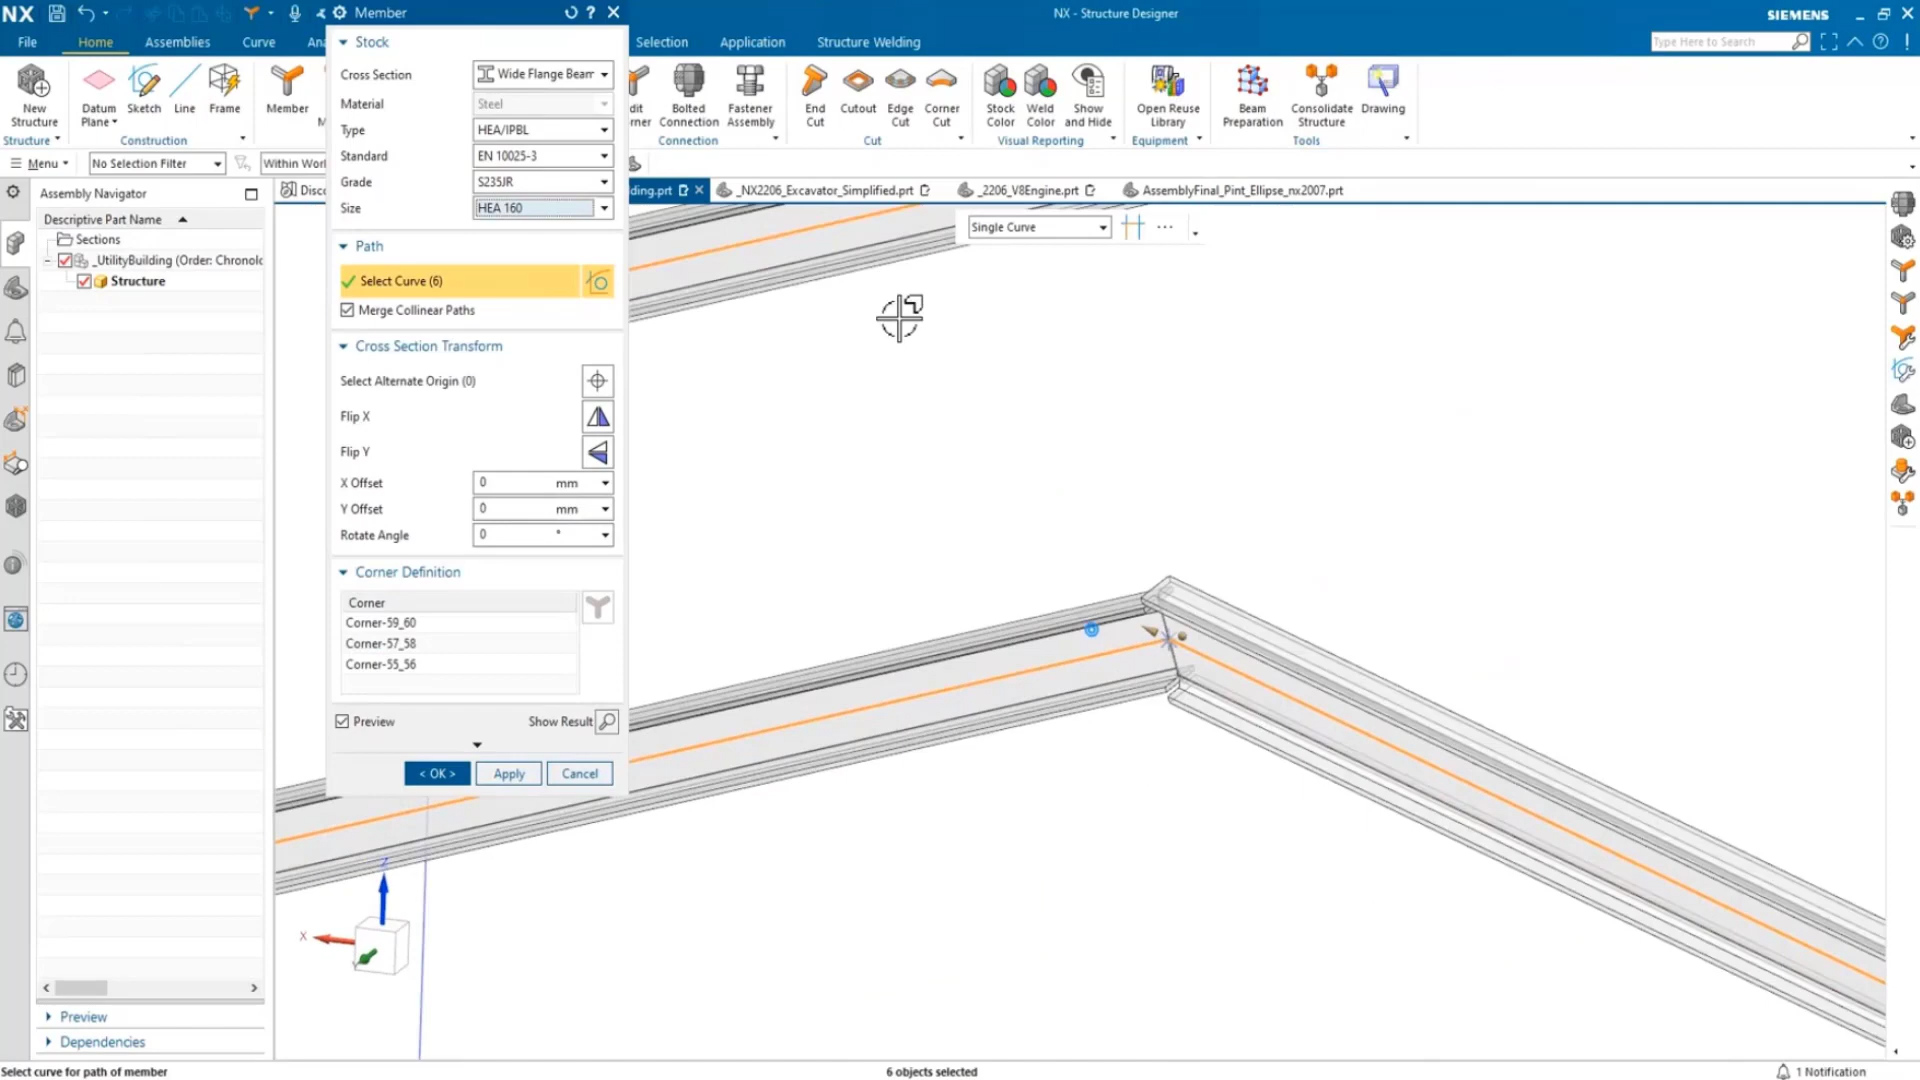 NX
Member
NX - Structure Designer
SIEMENS
File
Home
Assemblies
Curve
Selection
Application
Structure Welding
Type Here to Search
New
Structure
Datum
Plane
Sketch
Line
Frame
Member
Bolted
Connection
Fastener
Assembly
End
Cut
Cutout
Edge
Cut
Corner
Cut
Stock
Color
Weld
Color
Show
and Hide
Open Reuse
Library
Beam
Preparation
Consolidate
Structure
Drawing
Structure
Construction
Connection
Cut
Visual Reporting
Equipment
Tools
Menu
No Selection Filter
Within Worl
Disc
lding.prt
_NX2206_Excavator_Simplified.prt
_2206_V8Engine.prt
AssemblyFinal_Pint_Ellipse_nx2007.prt
Assembly Navigator
Descriptive Part Name
Sections
_UtilityBuilding (Order: Chronolc
Structure
Stock
Cross Section
Wide Flange Bear
Material
Steel
Type
HEA/IPBL
Standard
EN 10025-3
Grade
S235JR
Size
HEA 160
Path
Select Curve (6)
Merge Collinear Paths
Cross Section Transform
Select Alternate Origin (0)
Flip X
Flip Y
X Offset
0 mm
Y Offset
0 mm
Rotate Angle
0 °
Corner Definition
Corner
Corner-59_60
Corner-57_58
Corner-55_56
Preview
Show Result
< OK >
Apply
Cancel
Single Curve
Z
X
Y
Preview
Dependencies
Select curve for path of member
6 objects selected
1 Notification